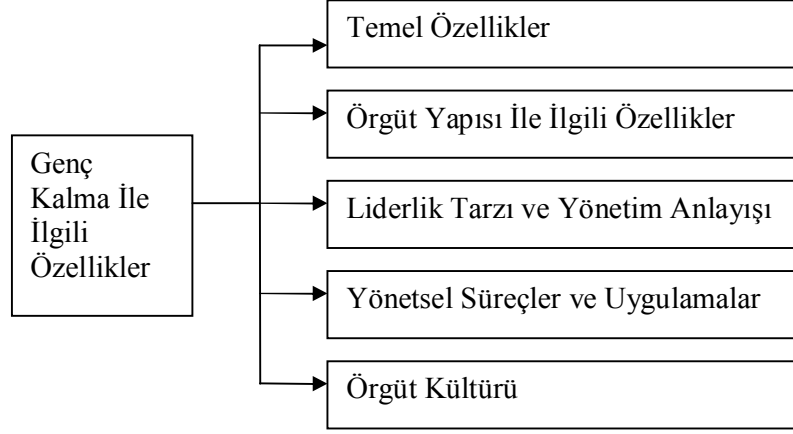 Genç
Kalma İle
İlgili
Özellikler
Temel Özellikler
Örgüt Yapısı İle İlgili Özellikler
Liderlik Tarzı ve Yönetim Anlayışı
Yönetsel Süreçler ve Uygulamalar
Örgüt Kültürü